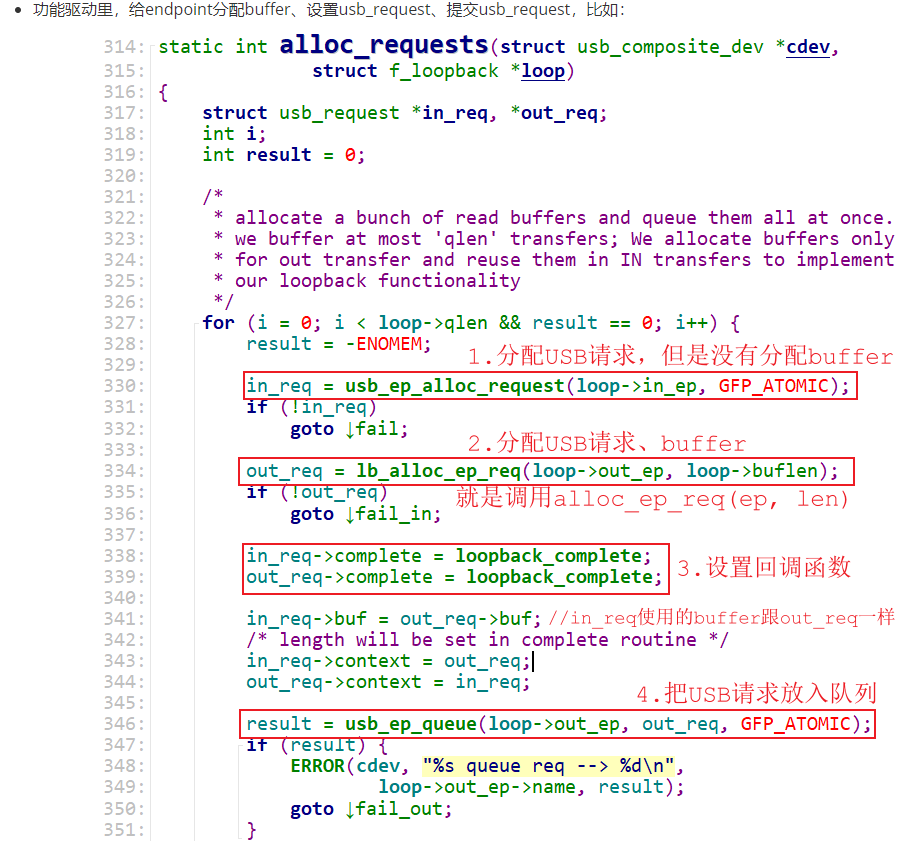 • 功能驱动里，给endpoint分配buffer、设置usb_request、提交usb_request，比如：
314: static int alloc_requests(struct usb_composite_dev *cdev,
315: struct f_loopback *loop)
316: {
317: struct usb_request *in_req, *out_req;
318: int i;
319: int result = 0;
320:
321: /*
322: * allocate a bunch of read buffers and queue them all at once.
323: * we buffer at most 'qlen' transfers; We allocate buffers only
324: * for out transfer and reuse them in IN transfers to implement
325: * our loopback functionality
326: */
327: for (i = 0; i < loop->qlen && result == 0; i++) {
328: result = -ENOMEM;
1.分配USB请求，但是没有分配buffer
329:
330: in_req = usb_ep_alloc_request(loop->in_ep, GFP_ATOMIC);
331: if (!in_req)
332: goto ↓fail;
2.分配USB请求、buffer
333:
334: out_req = lb_alloc_ep_req(loop->out_ep, loop->buflen);
335: if (!out_req)
就是调用alloc_ep_req(ep, len)
336: goto ↓fail_in;
337:
338: in_req->complete = loopback_complete;
339: out_req->complete = loopback_complete;
3.设置回调函数
340:
341: in_req->buf = out_req->buf; //in_req使用的buffer跟out_req一样
342: /* length will be set in complete routine */
343: in_req->context = out_req;
344: out_req->context = in_req;
4.把USB请求放入队列
345:
346: result = usb_ep_queue(loop->out_ep, out_req, GFP_ATOMIC);
347: if (result) {
348: ERROR(cdev, "%s queue req --> %d\n",
349: loop->out_ep->name, result);
350: goto ↓fail_out;
351: }